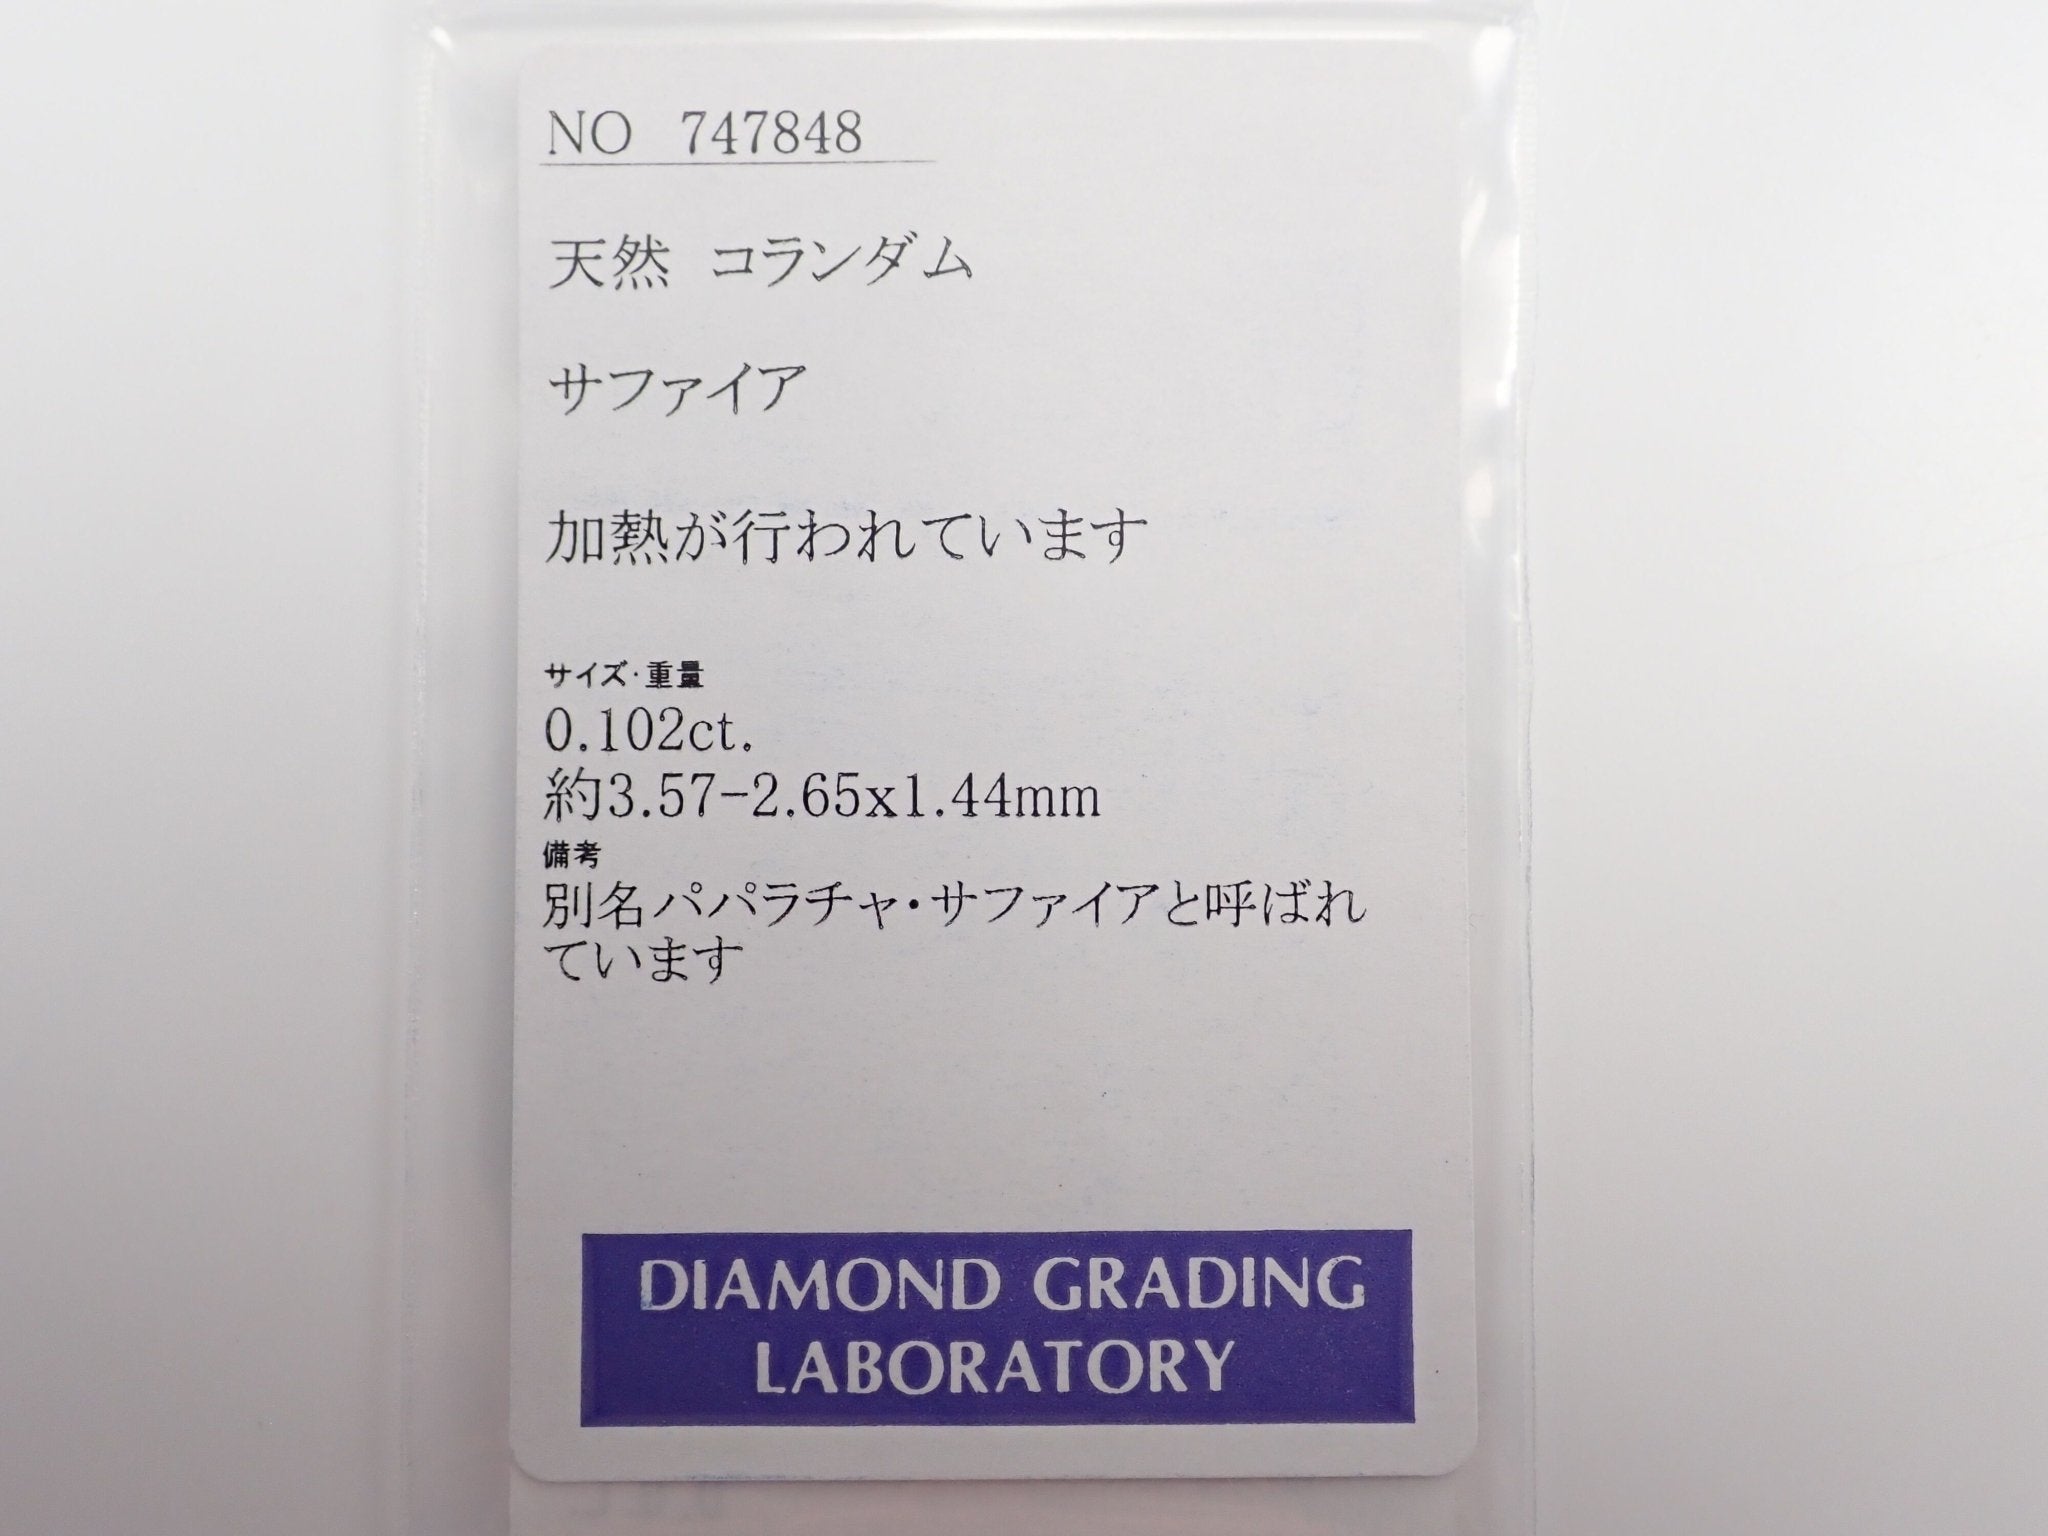 NO 747848
天然 コランダム
サファイア
加熱が行われています
サイズ・重量
0.102ct.
約3.57-2.65x1.44mm
備考
別名パパラチャ・サファイアと呼ばれ
ています
DIAMOND GRADING
LABORATORY